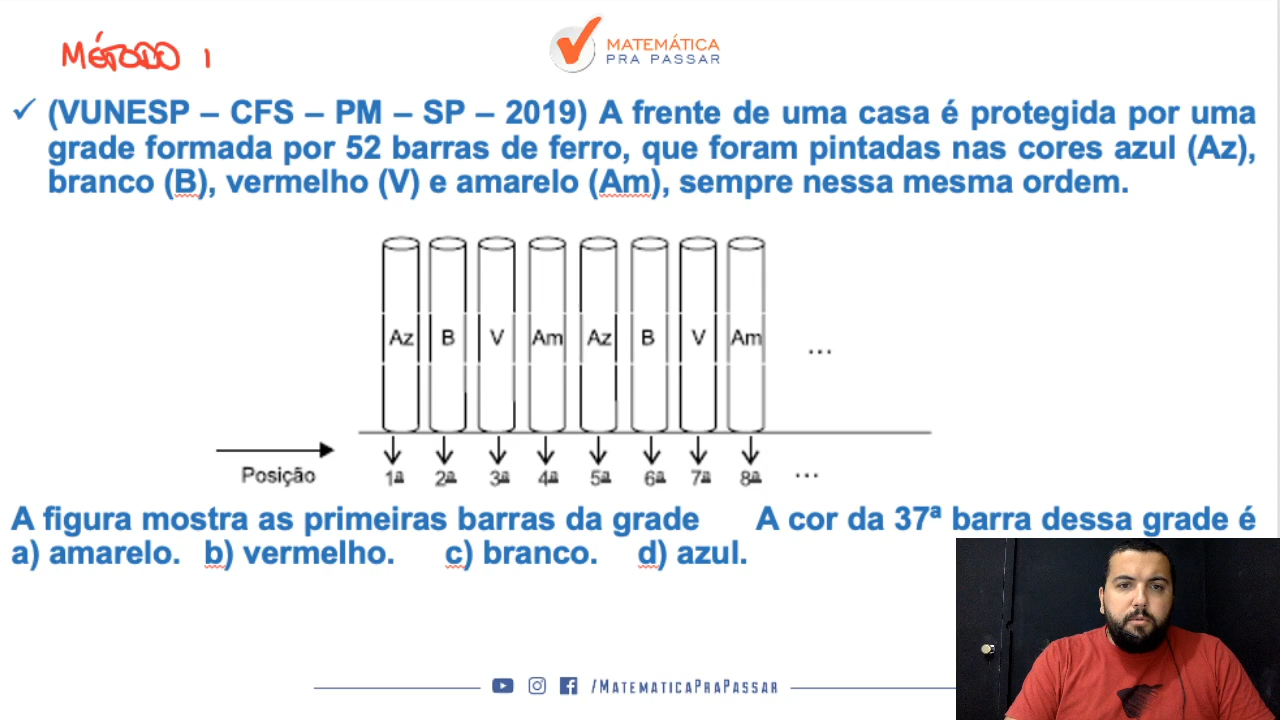 MÉTODO 1
MATEMÁTICA
PRA PASSAR
✓ (VUNESP – CFS – PM – SP – 2019) A frente de uma casa é protegida por uma
grade formada por 52 barras de ferro, que foram pintadas nas cores azul (Az),
branco (B), vermelho (V) e amarelo (Am), sempre nessa mesma ordem.
Az B V Am Az B V Am ...
Posição 1ª 2ª 3ª 4ª 5ª 6ª 7ª 8ª ...
A figura mostra as primeiras barras da grade A cor da 37ª barra dessa grade é
a) amarelo. b) vermelho. c) branco. d) azul.
/MATEMATICAPRAPASSAR